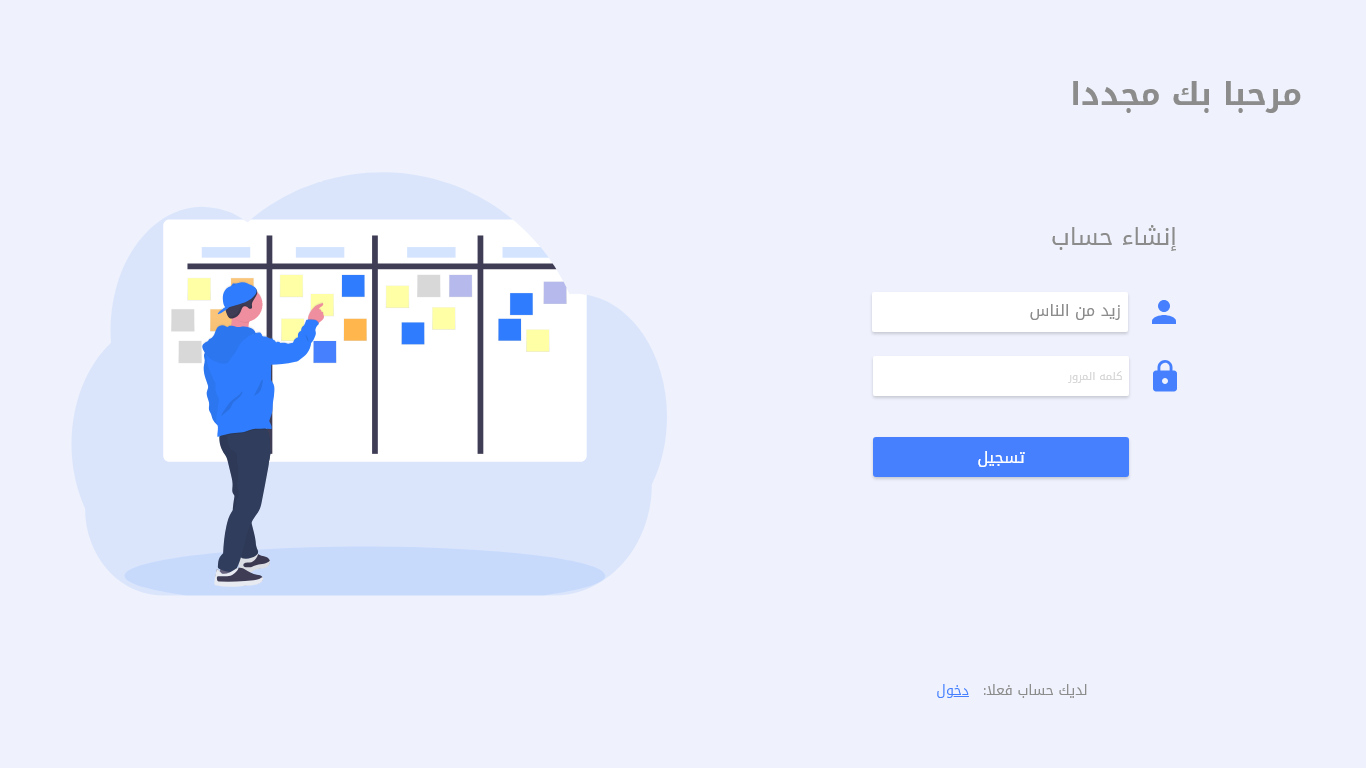 مرحبا بك مجددا
إنشاء حساب
زيد من الناس
كلمه المرور
تسجيل
لديك حساب فعلا: دخول